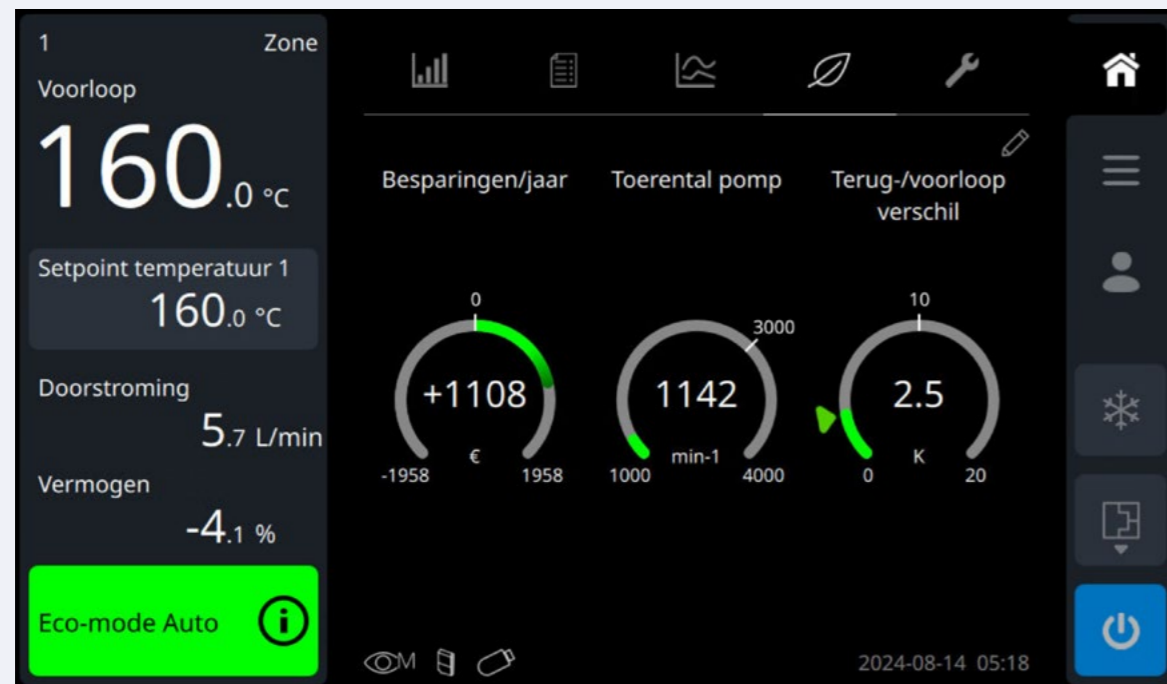 1 Zone
Voorloop
160.0 °C
Setpoint temperatuur 1
160.0 °C
Doorstroming
5.7 L/min
Vermogen
-4.1 %
Eco-mode Auto
Besparingen/jaar
0
+1108
€
-1958 1958
Toerental pomp
3000
1142
min-1
1000 4000
Terug-/voorloop
verschil
10
2.5
K
0 20
M
2024-08-14 05:18